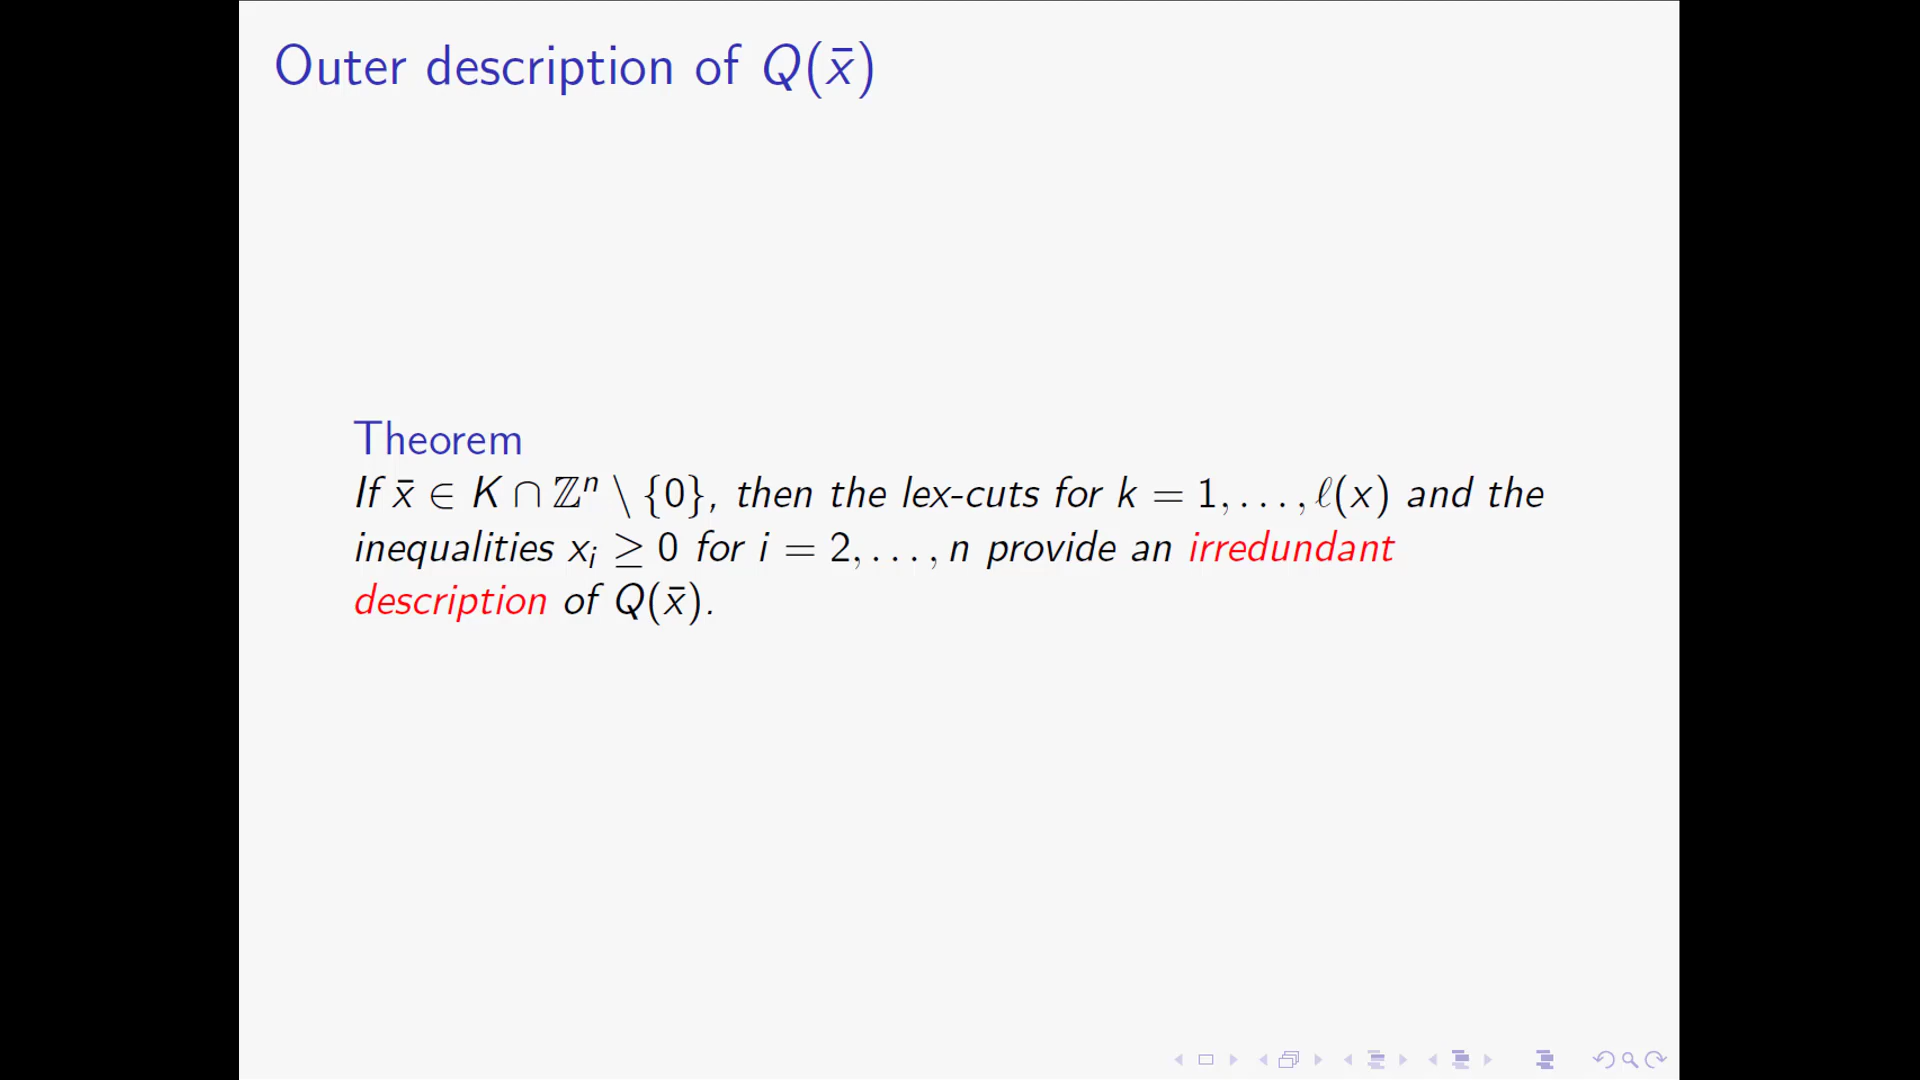 Outer description of Q(x̄)
Theorem
If x̄ ∈ K ∩ ℤⁿ \ {0}, then the lex-cuts for k = 1, . . . , ℓ(x) and the
inequalities xᵢ ≥ 0 for i = 2, . . . , n provide an irredundant
description of Q(x̄).